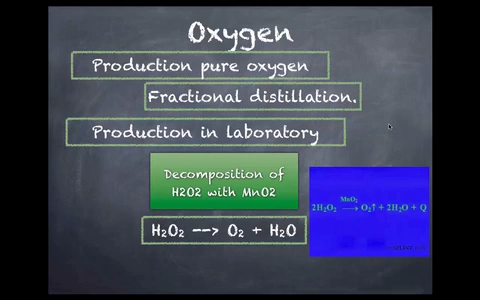 Oxygen
Production pure oxygen
Fractional distillation.
Production in laboratory
Decomposition of
H2O2 with MnO2
H₂O₂ --> O₂ + H₂O
MnO₂
2H₂O₂ ⟶ O₂↑ + 2H₂O + Q